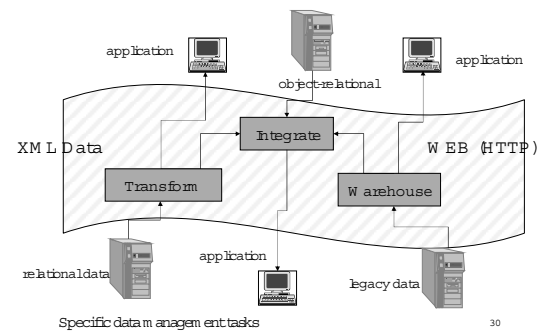 application
application
object-relational
XML Data
Integrate
WEB (HTTP)
Transform
Warehouse
application
relational data
legacy data
Specific data management tasks
30